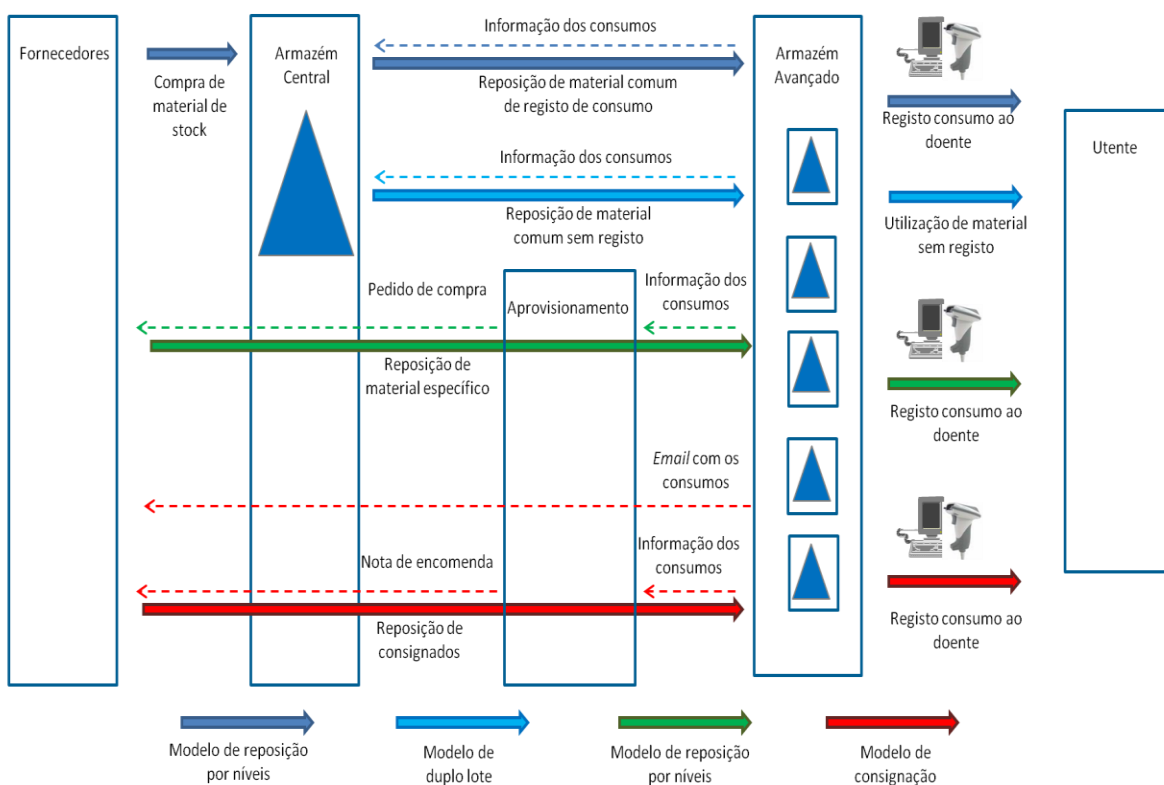 Fornecedores
Compra de
material de
stock
Armazém
Central
Informação dos consumos
Reposição de material comum
de registo de consumo
Informação dos consumos
Reposição de material
comum sem registo
Armazém
Avançado
Registo consumo ao
doente
Utilização de material
sem registo
Utente
Pedido de compra
Aprovisionamento
Informação dos
consumos
Reposição de
material específico
Registo consumo ao
doente
Email com os
consumos
Nota de encomenda
Informação dos
consumos
Reposição de
consignados
Registo consumo ao
doente
Modelo de reposição
por níveis
Modelo de
duplo lote
Modelo de reposição
por níveis
Modelo de
consignação